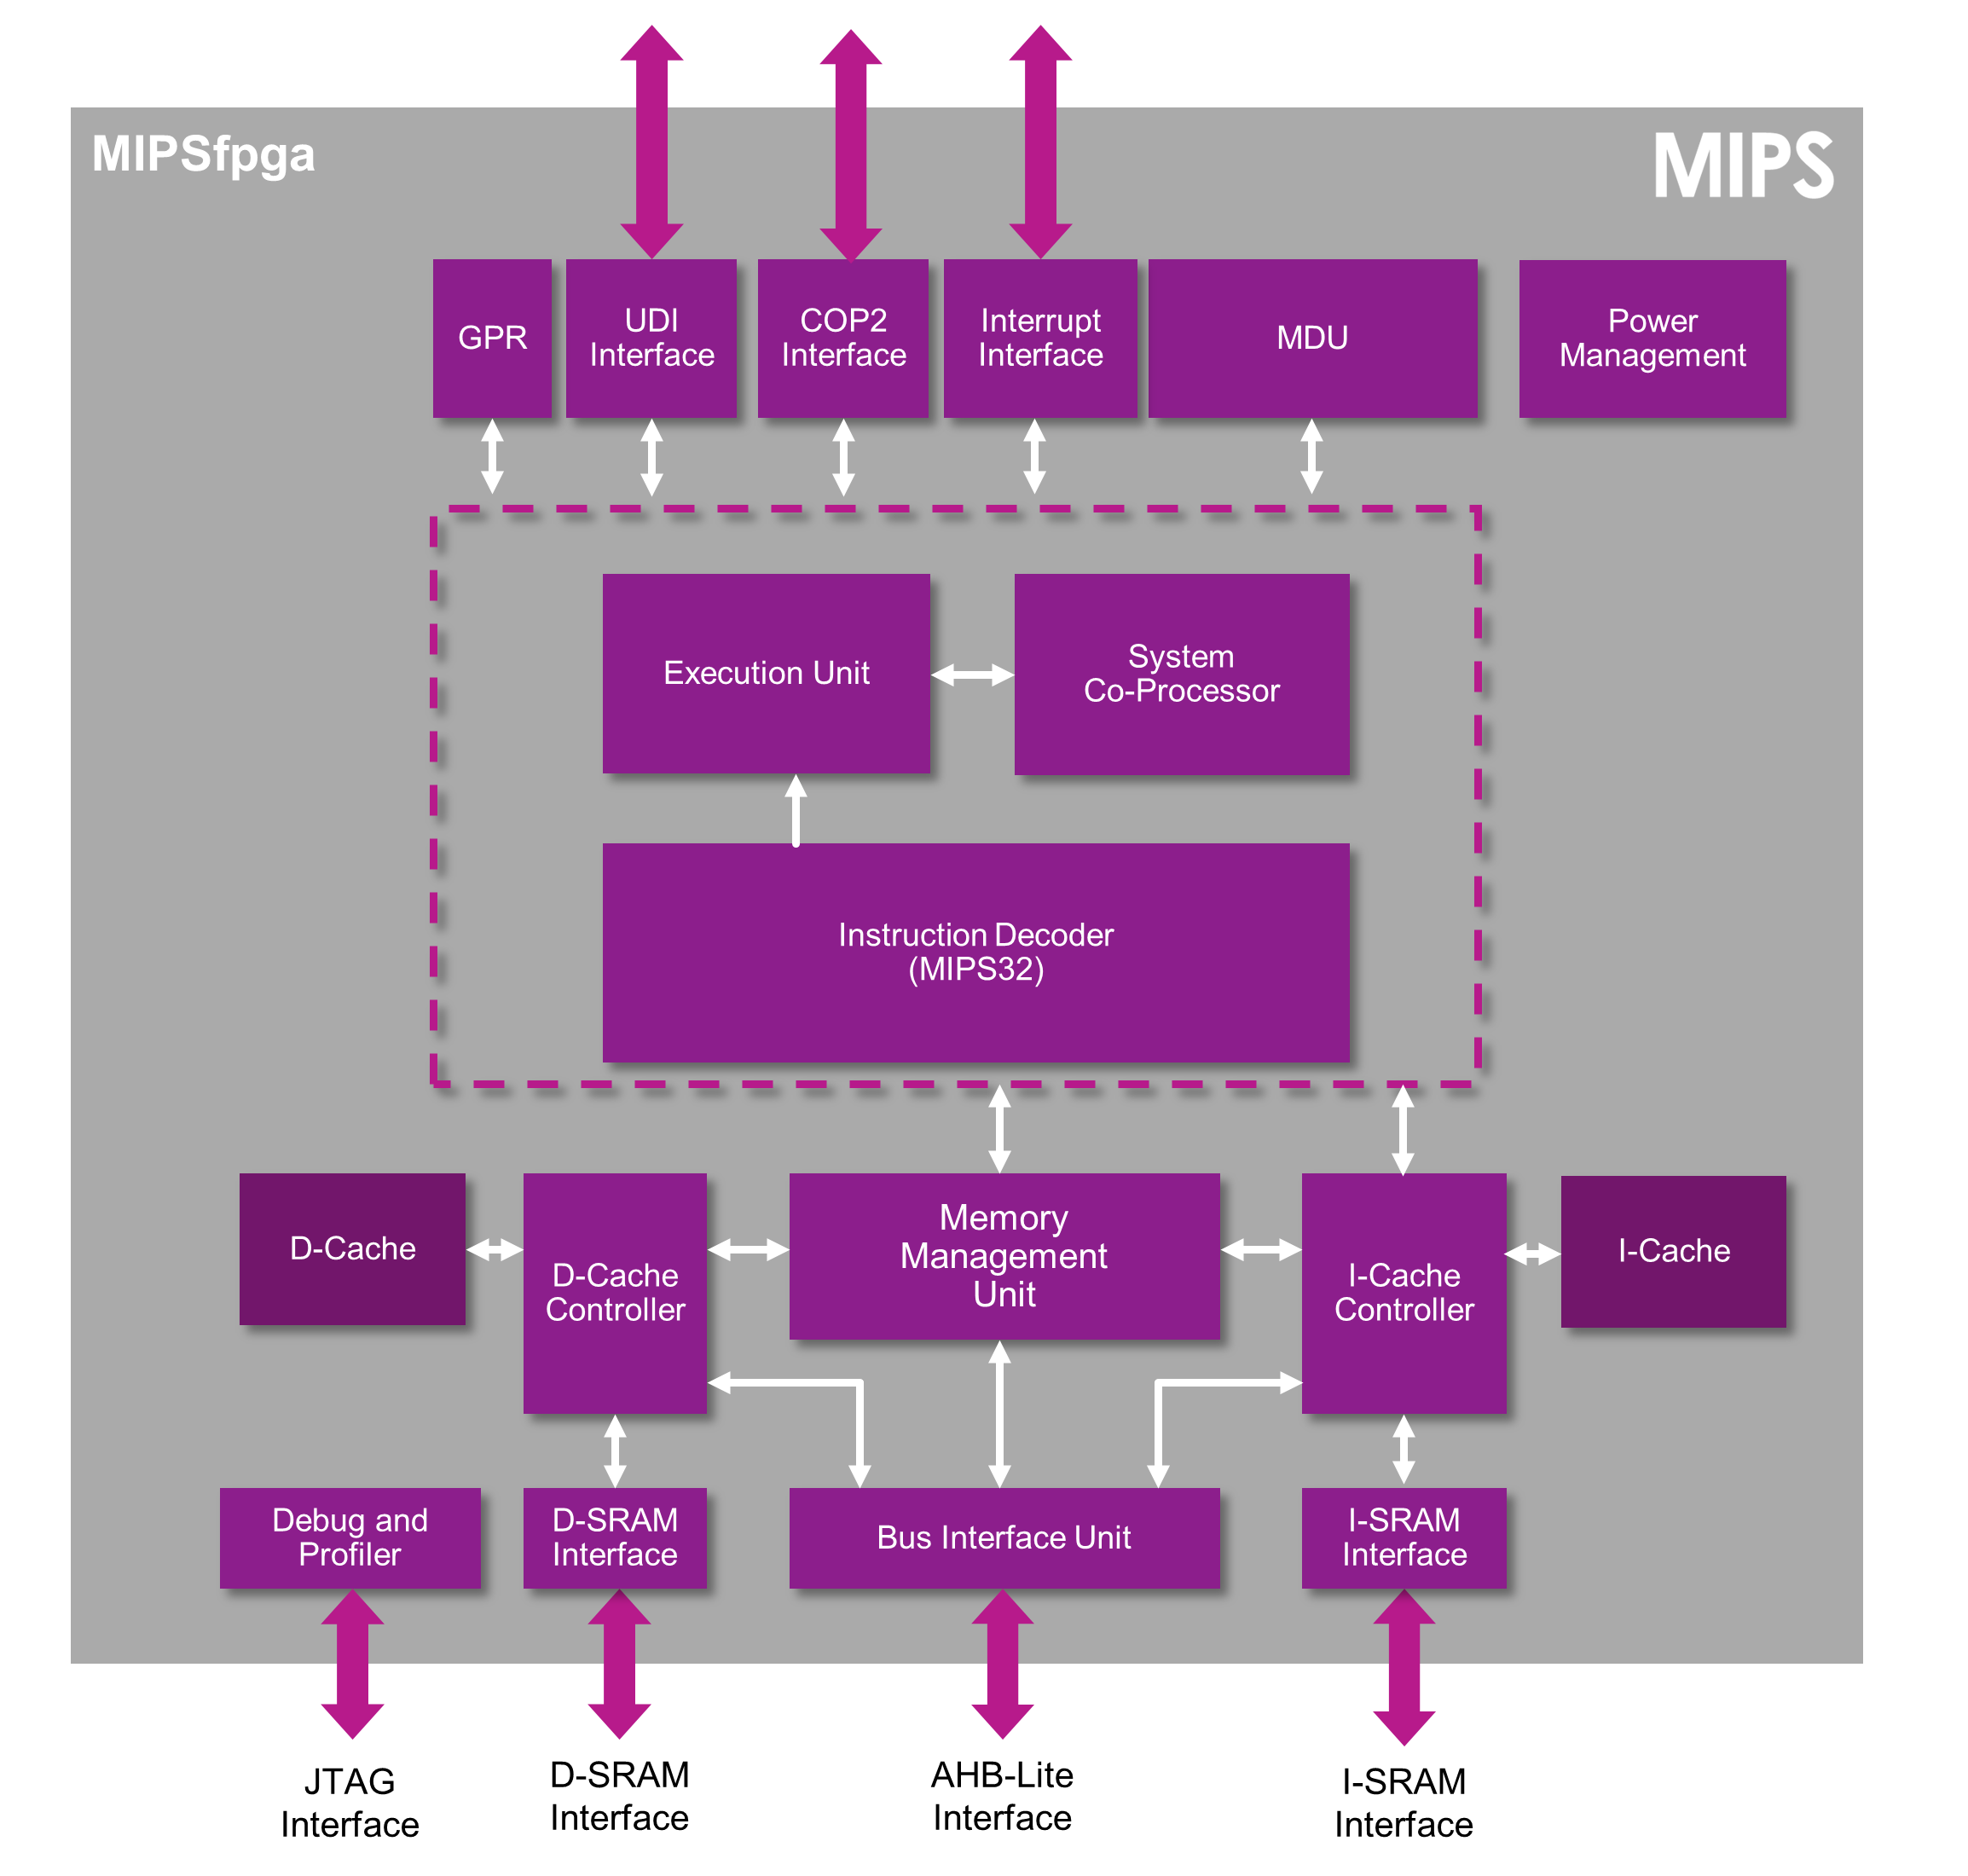 MIPSfpga
MIPS
GPR
UDI
Interface
COP2
Interface
Interrupt
Interface
MDU
Power
Management
Execution Unit
System
Co-Processor
Instruction Decoder
(MIPS32)
D-Cache
D-Cache
Controller
Memory
Management
Unit
I-Cache
Controller
I-Cache
Debug and
Profiler
D-SRAM
Interface
Bus Interface Unit
I-SRAM
Interface
JTAG
Interface
D-SRAM
Interface
AHB-Lite
Interface
I-SRAM
Interface